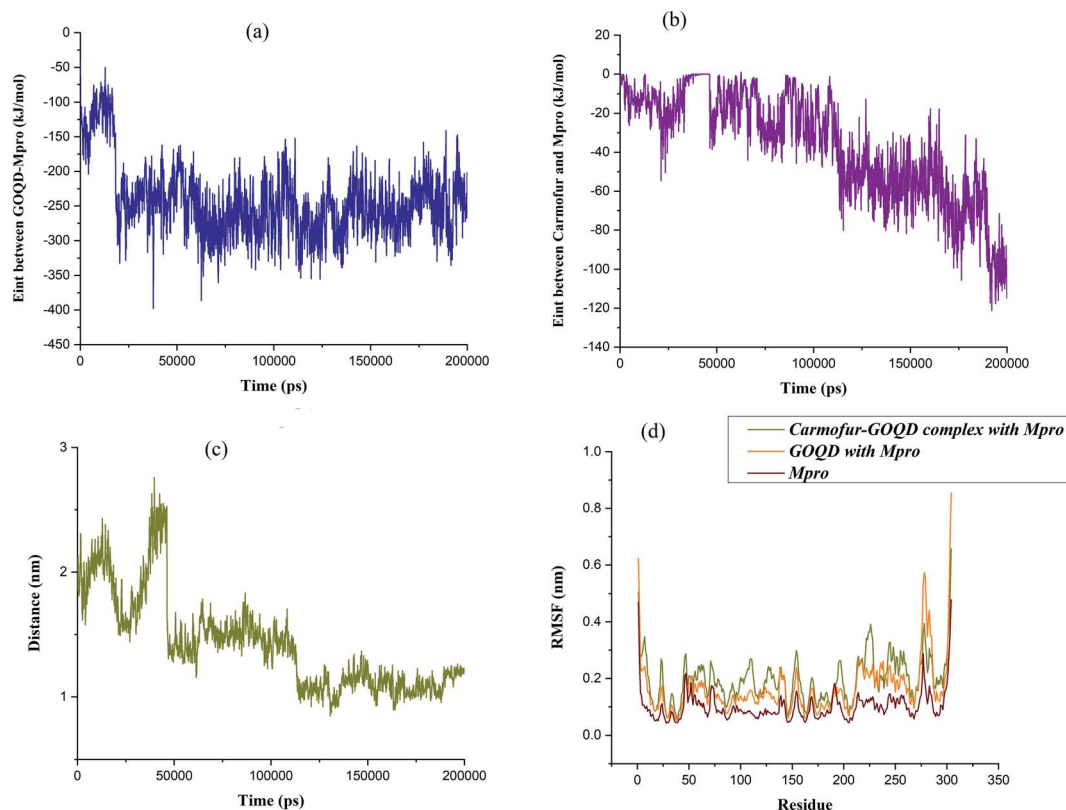 (a)
0
-50
-100
-150
-200
-250
-300
-350
-400
-450
Eint between GOQD-Mpro (kJ/mol)
0 50000 100000 150000 200000
Time (ps)
(b)
20
0
-20
-40
-60
-80
-100
-120
-140
Eint between Carmofur and Mpro (kJ/mol)
0 50000 100000 150000 200000
Time (ps)
(c)
3
2
1
Distance (nm)
0 50000 100000 150000 200000
Time (ps)
(d)
Carmofur-GOQD complex with Mpro
GOQD with Mpro
Mpro
1.0
0.8
0.6
0.4
0.2
0.0
RMSF (nm)
0 50 100 150 200 250 300 350
Residue